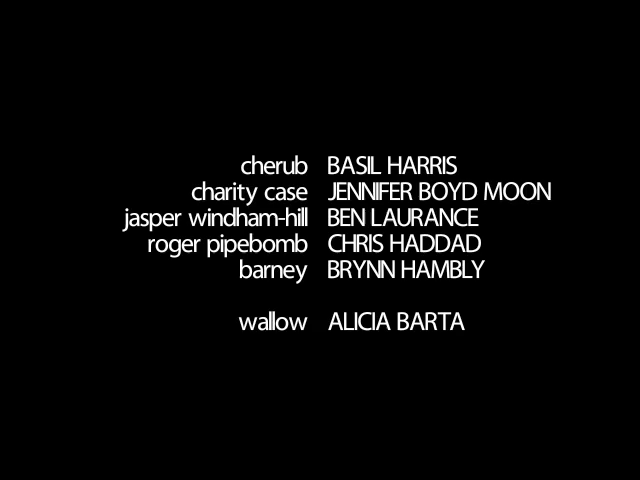 cherub BASIL HARRIS
charity case JENNIFER BOYD MOON
jasper windham-hill BEN LAURANCE
roger pipebomb CHRIS HADDAD
barney BRYNN HAMBLY
wallow ALICIA BARTA